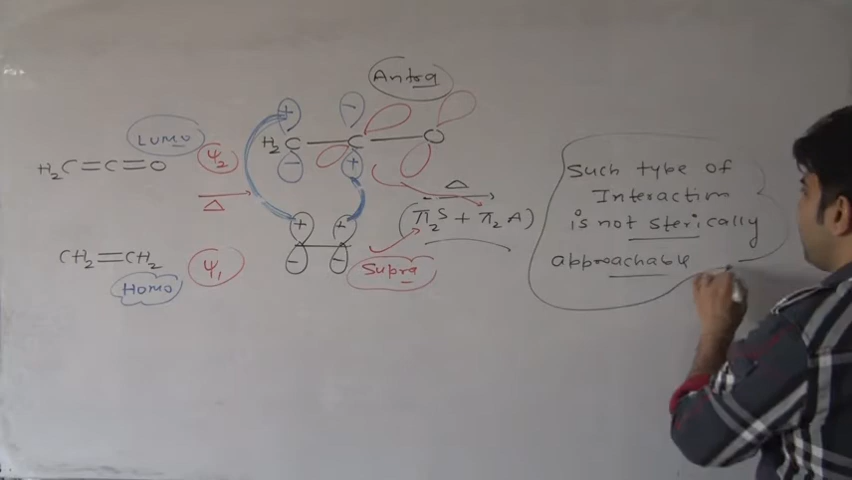 Antra
LUMO
Ψ₂
H₂C=C=O
Δ
CH₂=CH₂
Homo
Ψ₁
+ −
H₂C—C—O
− +
+ +
− −
Δ
(π₂S + π₂A)
Supra
Such type of
Interaction
is not sterically
approachable